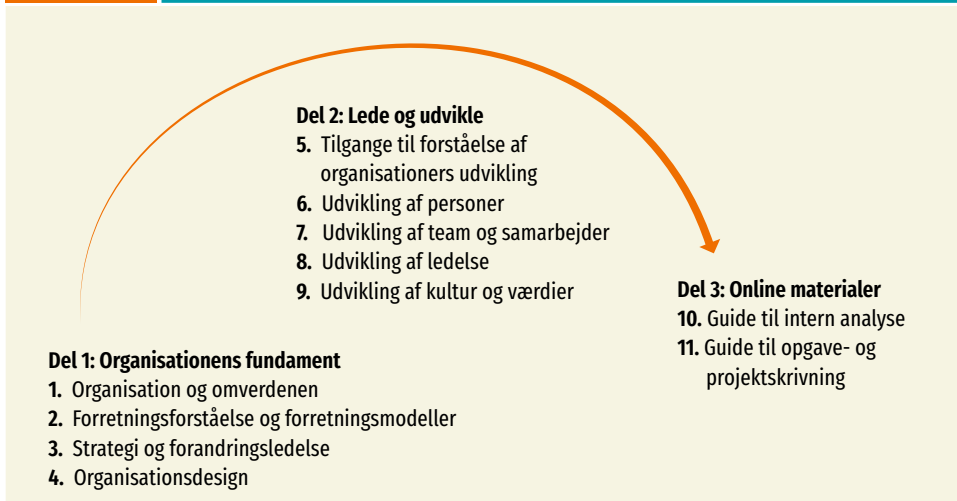 Del 1: Organisationens fundament
1. Organisation og omverdenen
2. Forretningsforståelse og forretningsmodeller
3. Strategi og forandringsledelse
4. Organisationsdesign
Del 2: Lede og udvikle
5. Tilgange til forståelse af
organisationers udvikling
6. Udvikling af personer
7. Udvikling af team og samarbejder
8. Udvikling af ledelse
9. Udvikling af kultur og værdier
Del 3: Online materialer
10. Guide til intern analyse
11. Guide til opgave- og
projektskrivning